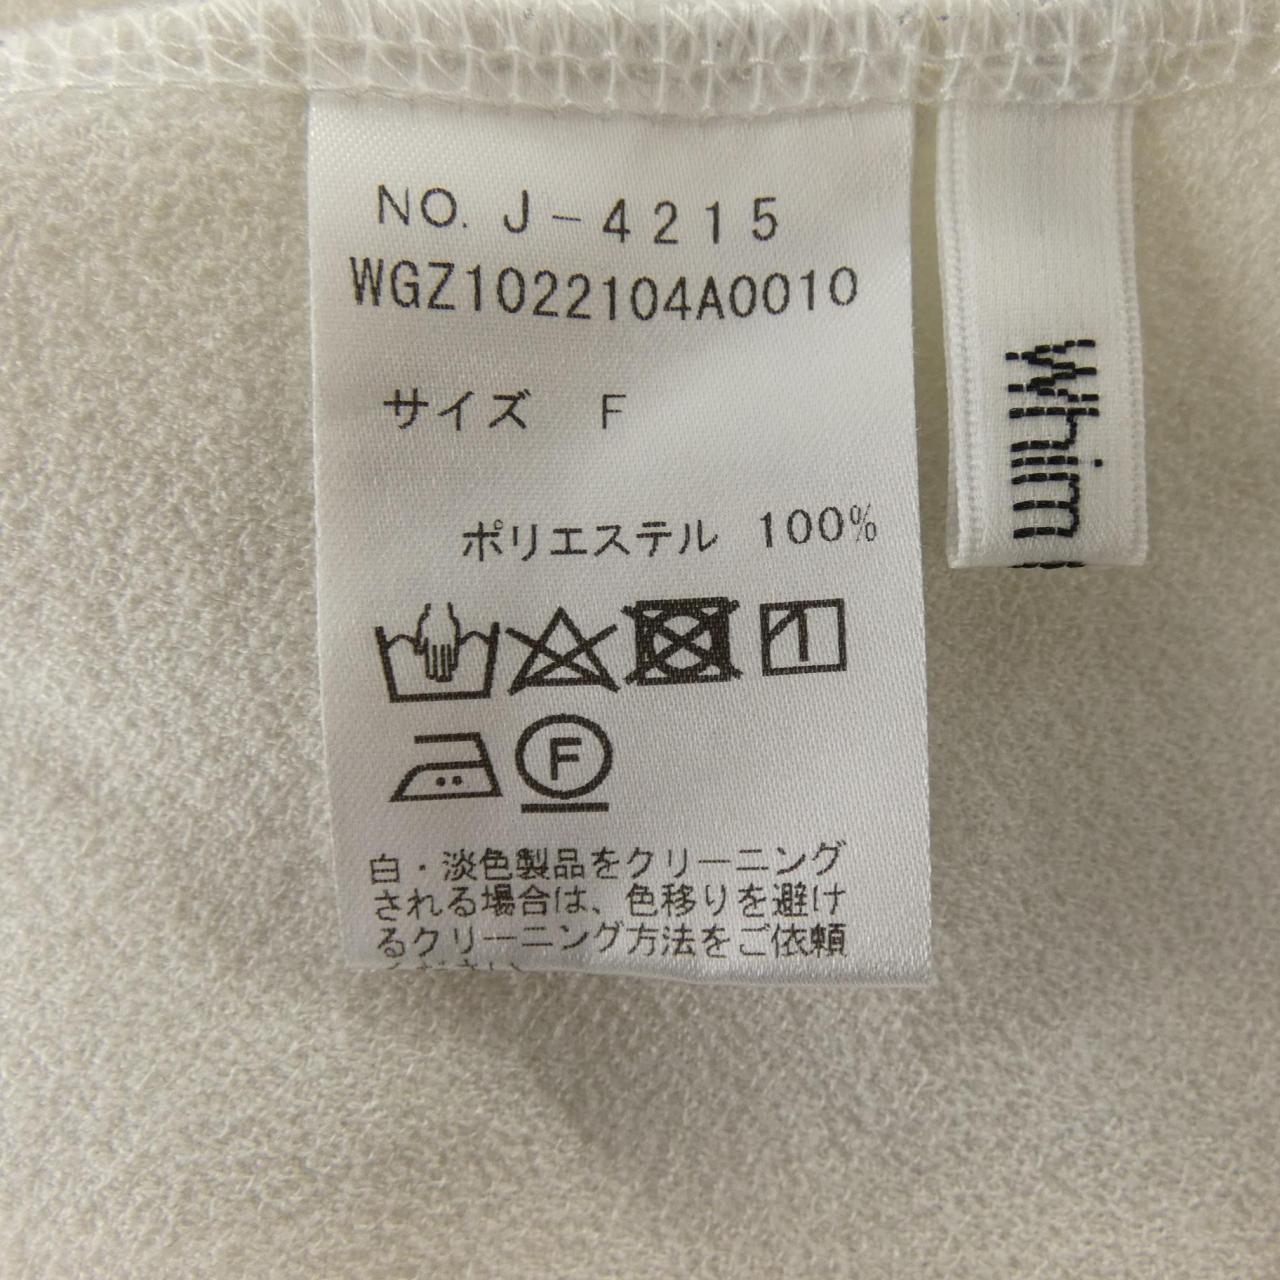 NO. J-4215
WGZ1022104A0010
サイズ F
ポリエステル 100%
F
白・淡色製品をクリーニング
される場合は、色移りを避け
るクリーニング方法をご依頼
Whim